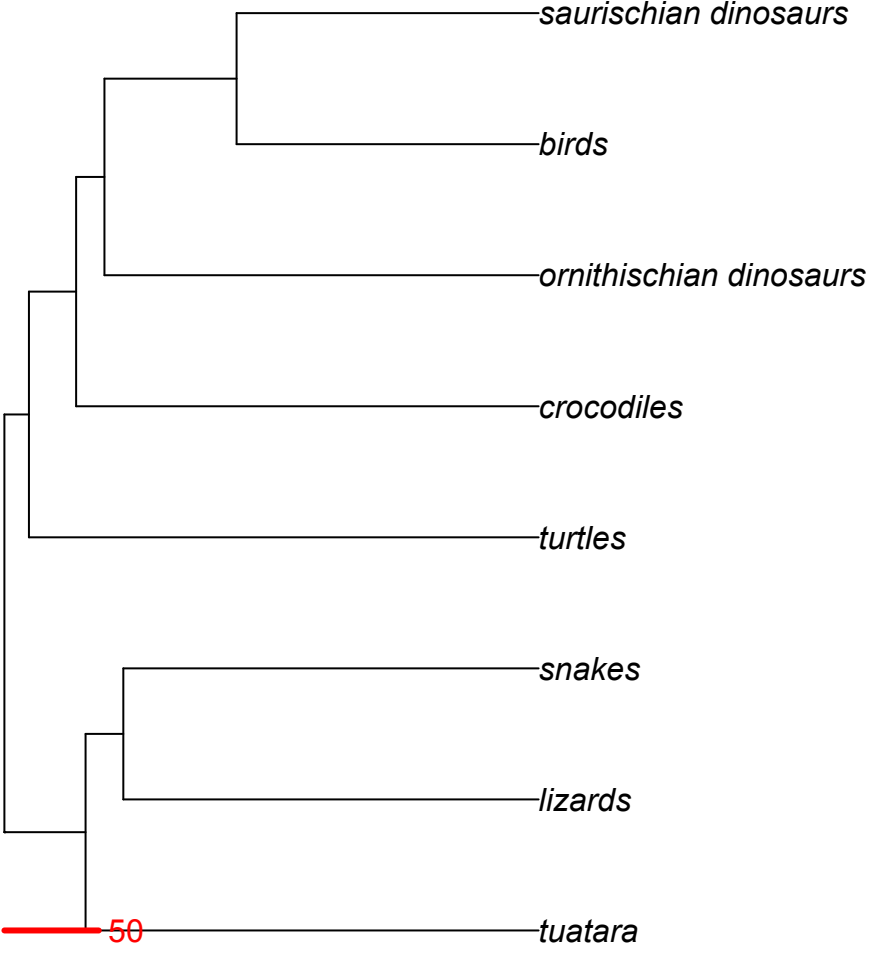 saurischian dinosaurs
birds
ornithischian dinosaurs
crocodiles
turtles
snakes
lizards
50
tuatara